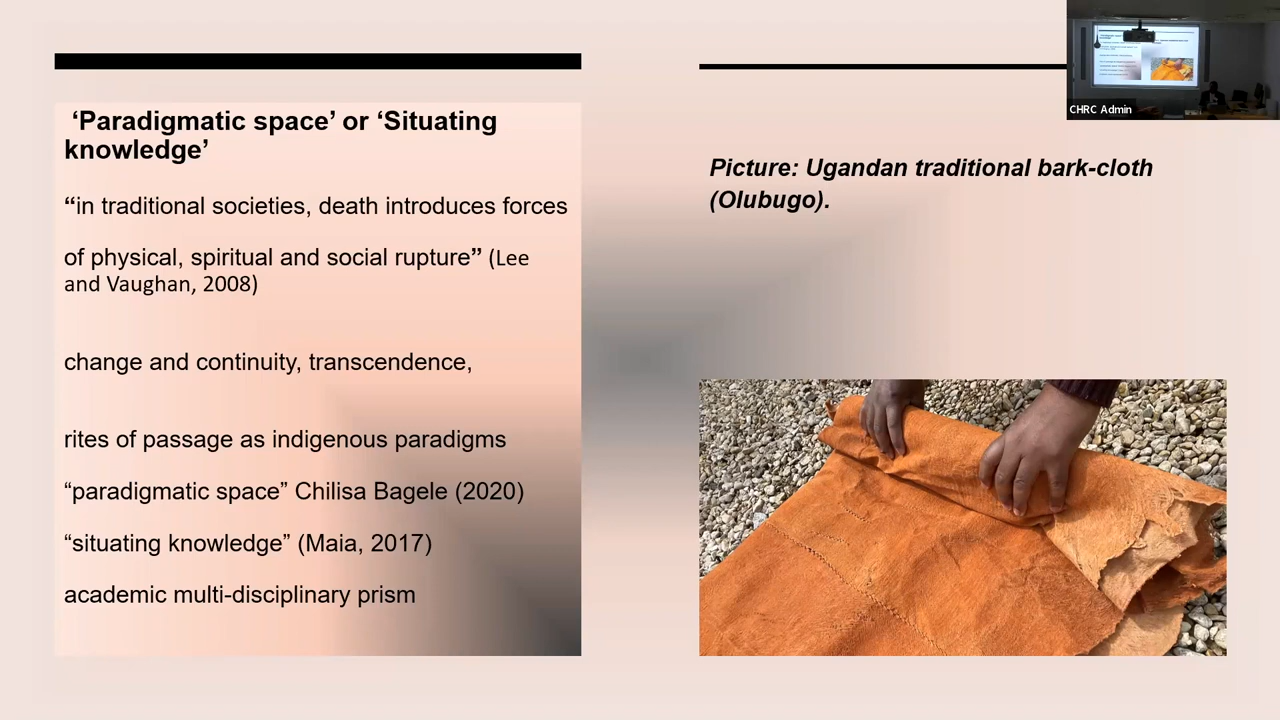 ‘Paradigmatic space’ or ‘Situating
knowledge’
“in traditional societies, death introduces forces
of physical, spiritual and social rupture” (Lee
and Vaughan, 2008)
change and continuity, transcendence,
rites of passage as indigenous paradigms
“paradigmatic space” Chilisa Bagele (2020)
“situating knowledge” (Maia, 2017)
academic multi-disciplinary prism
Picture: Ugandan traditional bark-cloth
(Olubugo).
CHRC Admin